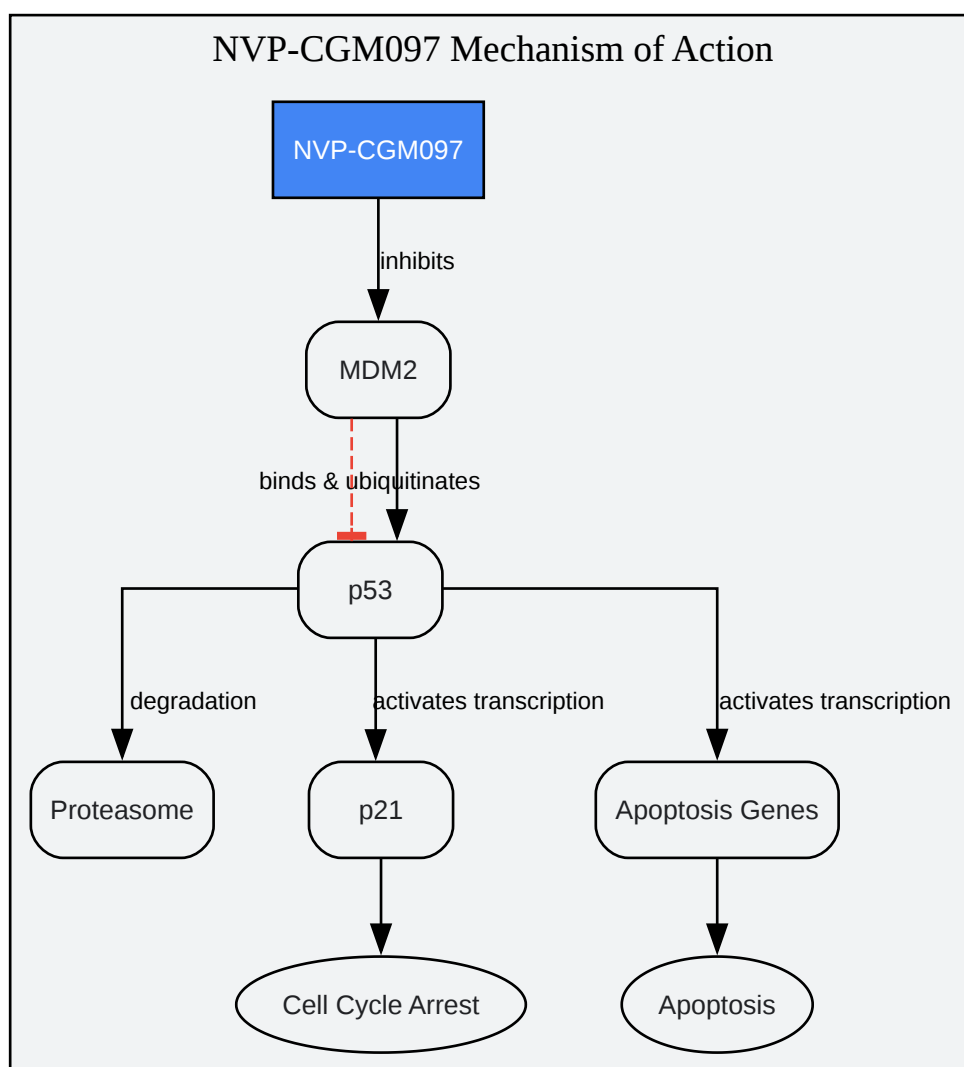 NVP-CGM097 Mechanism of Action
NVP-CGM097
inhibits
MDM2
binds & ubiquitinates
p53
degradation
activates transcription
activates transcription
Proteasome
p21
Apoptosis Genes
Cell Cycle Arrest
Apoptosis